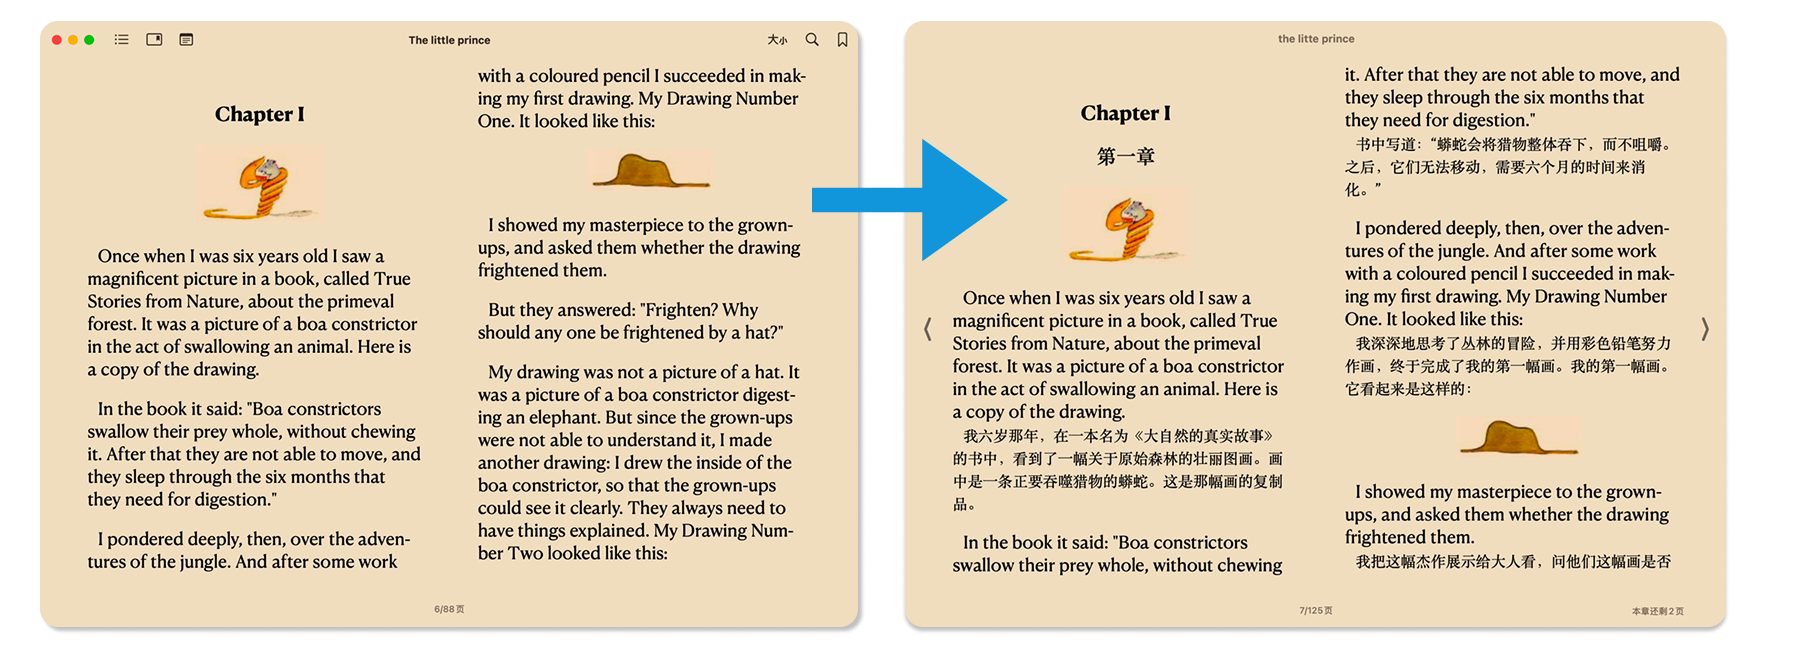 The little prince
大小
Chapter I
Once when I was six years old I saw a
magnificent picture in a book, called True
Stories from Nature, about the primeval
forest. It was a picture of a boa constrictor
in the act of swallowing an animal. Here is
a copy of the drawing.
In the book it said: "Boa constrictors
swallow their prey whole, without chewing
it. After that they are not able to move, and
they sleep through the six months that
they need for digestion."
I pondered deeply, then, over the adven-
tures of the jungle. And after some work
with a coloured pencil I succeeded in mak-
ing my first drawing. My Drawing Number
One. It looked like this:
I showed my masterpiece to the grown-
ups, and asked them whether the drawing
frightened them.
But they answered: "Frighten? Why
should any one be frightened by a hat?"
My drawing was not a picture of a hat. It
was a picture of a boa constrictor digest-
ing an elephant. But since the grown-ups
were not able to understand it, I made
another drawing: I drew the inside of the
boa constrictor, so that the grown-ups
could see it clearly. They always need to
have things explained. My Drawing Num-
ber Two looked like this:
6/88页
the litte prince
Chapter I
第一章
Once when I was six years old I saw a
magnificent picture in a book, called True
Stories from Nature, about the primeval
forest. It was a picture of a boa constrictor
in the act of swallowing an animal. Here is
a copy of the drawing.
我六岁那年，在一本名为《大自然的真实故事》
的书中，看到了一幅关于原始森林的壮丽图画。画
中是一条正要吞噬猎物的蟒蛇。这是那幅画的复制
品。
In the book it said: "Boa constrictors
swallow their prey whole, without chewing
it. After that they are not able to move, and
they sleep through the six months that
they need for digestion."
书中写道：“蟒蛇会将猎物整体吞下，而不咀嚼。
之后，它们无法移动，需要六个月的时间来消
化。”
I pondered deeply, then, over the adven-
tures of the jungle. And after some work
with a coloured pencil I succeeded in mak-
ing my first drawing. My Drawing Number
One. It looked like this:
我深深地思考了丛林的冒险，并用彩色铅笔努力
作画，终于完成了我的第一幅画。我的第一幅画。
它看起来是这样的：
I showed my masterpiece to the grown-
ups, and asked them whether the drawing
frightened them.
我把这幅杰作展示给大人看，问他们这幅画是否
7/125页
本章还剩2页